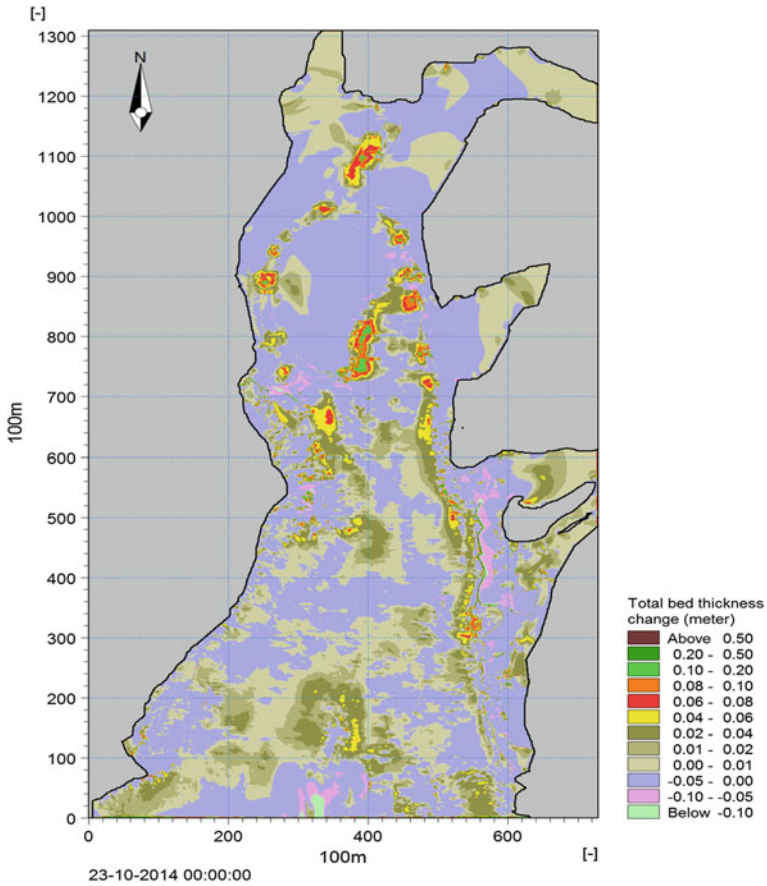 [-]
1300
1200
1100
1000
900
800
700
600
500
400
300
200
100
0
100m
N
0
200
400
600
100m
[-]
23-10-2014 00:00:00
Total bed thickness
change (meter)
Above 0.50
0.20 - 0.50
0.10 - 0.20
0.08 - 0.10
0.06 - 0.08
0.04 - 0.06
0.02 - 0.04
0.01 - 0.02
0.00 - 0.01
-0.05 - 0.00
-0.10 - -0.05
Below -0.10